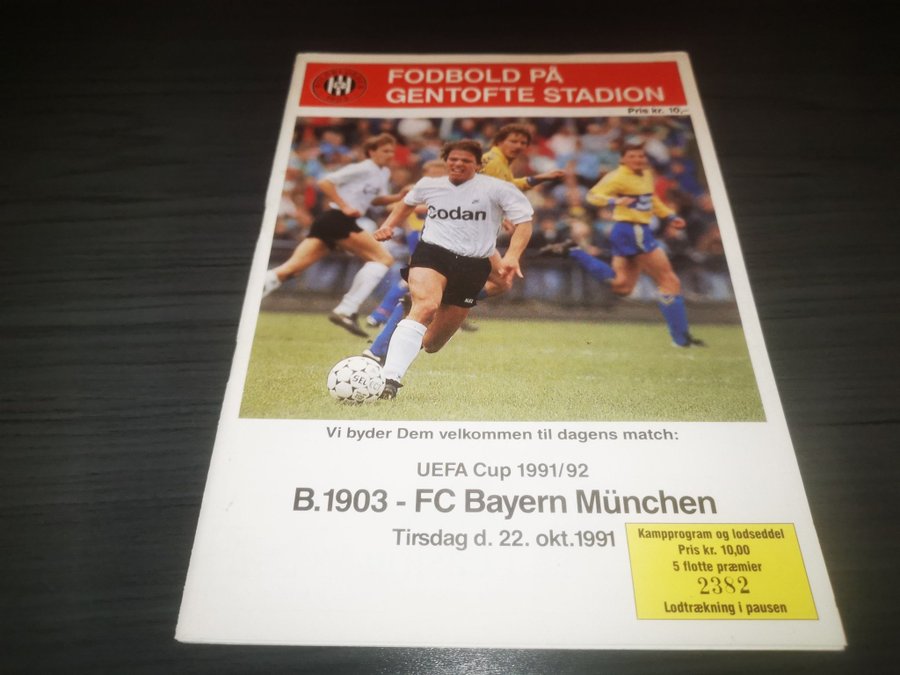 FODBOLD PÅ
GENTOFTE STADION
Pris kr. 10,-
Codan
SELECT
Vi byder Dem velkommen til dagens match:
UEFA Cup 1991/92
B.1903 - FC Bayern München
Tirsdag d. 22. okt.1991
Kampprogram og lodseddel
Pris kr. 10,00
5 flotte præmier
2382
Lodtrækning i pausen